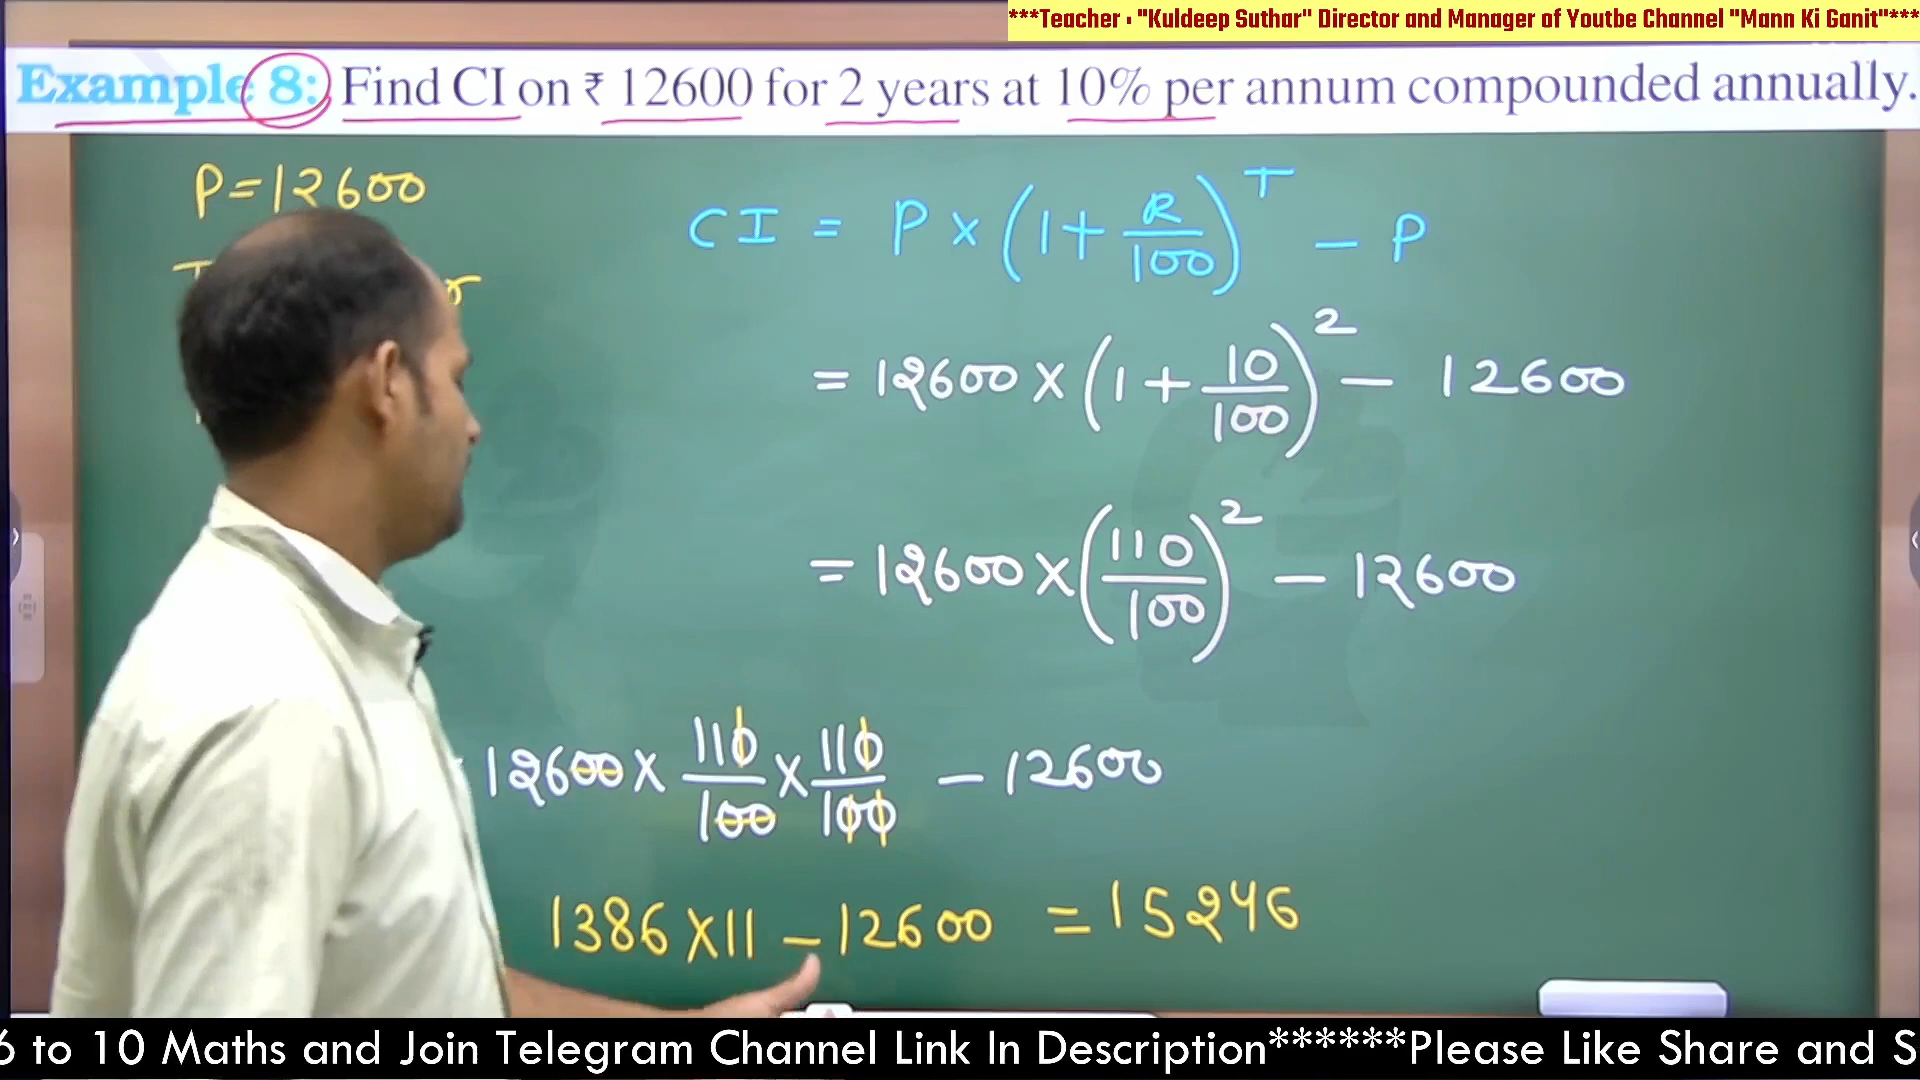 ***Teacher : "Kuldeep Suthar" Director and Manager of Youtbe Channel "Mann Ki Ganit"***
Example 8: Find CI on ₹ 12600 for 2 years at 10% per annum compounded annually.
P=12600
CI = P × (1 + R/100)^T - P
= 12600 × (1 + 10/100)^2 - 12600
= 12600 × (110/100)^2 - 12600
12600 × 110/100 × 110/100 - 12600
1386 × 11 - 12600 = 15246
6 to 10 Maths and Join Telegram Channel Link In Description******Please Like Share and S